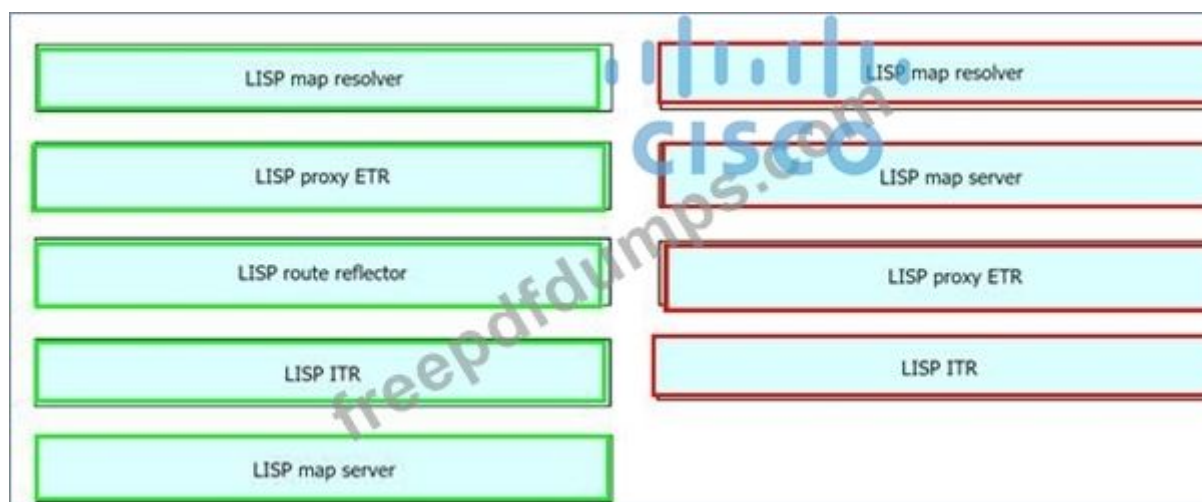 LISP map resolver
LISP proxy ETR
LISP route reflector
LISP ITR
LISP map server
LISP map resolver
LISP map server
LISP proxy ETR
LISP ITR
CISCO
freepdfdumps.com